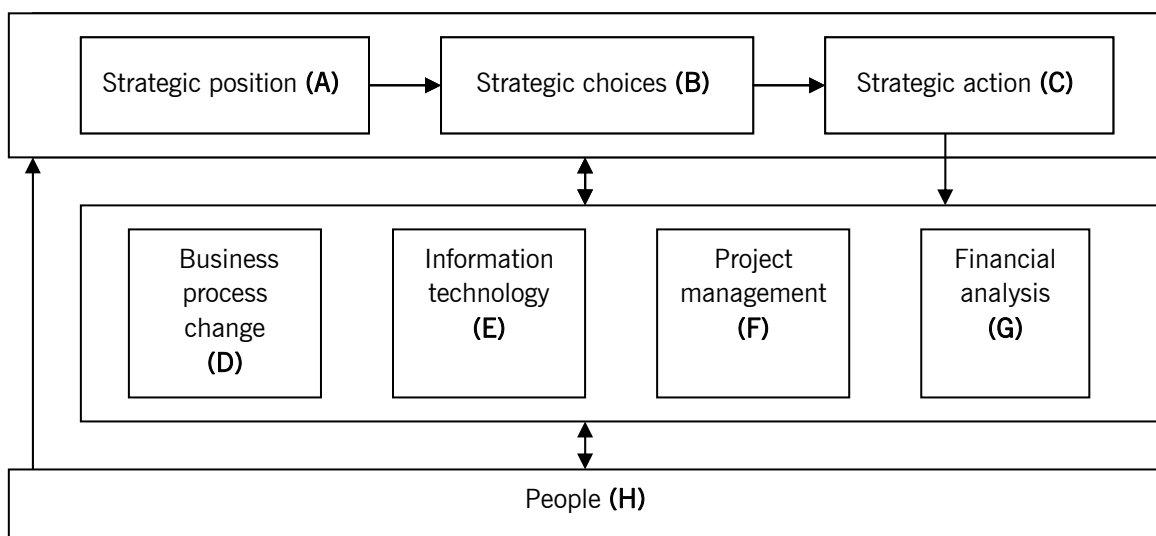 Strategic position (A)
Strategic choices (B)
Strategic action (C)
Business
process
change
(D)
Information
technology
(E)
Project
management
(F)
Financial
analysis
(G)
People (H)